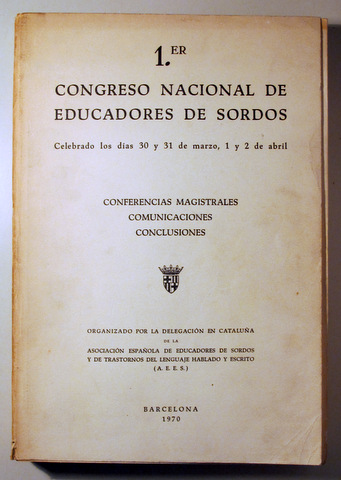 1.ER
CONGRESO NACIONAL DE
EDUCADORES DE SORDOS
Celebrado los días 30 y 31 de marzo, 1 y 2 de abril
CONFERENCIAS MAGISTRALES
COMUNICACIONES
CONCLUSIONES
ORGANIZADO POR LA DELEGACIÓN EN CATALUÑA
DE LA
ASOCIACIÓN ESPAÑOLA DE EDUCADORES DE SORDOS
Y DE TRASTORNOS DEL LENGUAJE HABLADO Y ESCRITO
(A. E. E. S.)
BARCELONA
1970